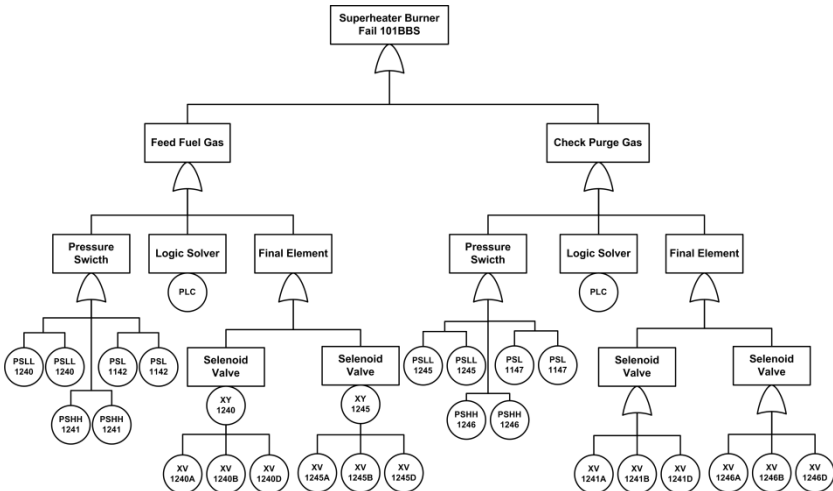 Superheater Burner
Fail 101BBS
Feed Fuel Gas
Check Purge Gas
Pressure
Swicth
Logic Solver
Final Element
Pressure
Swicth
Logic Solver
Final Element
PLC
PLC
PSLL
1240
PSLL
1240
PSL
1142
PSL
1142
Selenoid
Valve
Selenoid
Valve
PSLL
1245
PSLL
1245
PSL
1147
PSL
1147
Selenoid
Valve
Selenoid
Valve
PSHH
1241
PSHH
1241
XY
1240
XY
1245
PSHH
1246
PSHH
1246
XV
1240A
XV
1240B
XV
1240D
XV
1245A
XV
1245B
XV
1245D
XV
1241A
XV
1241B
XV
1241D
XV
1246A
XV
1246B
XV
1246D